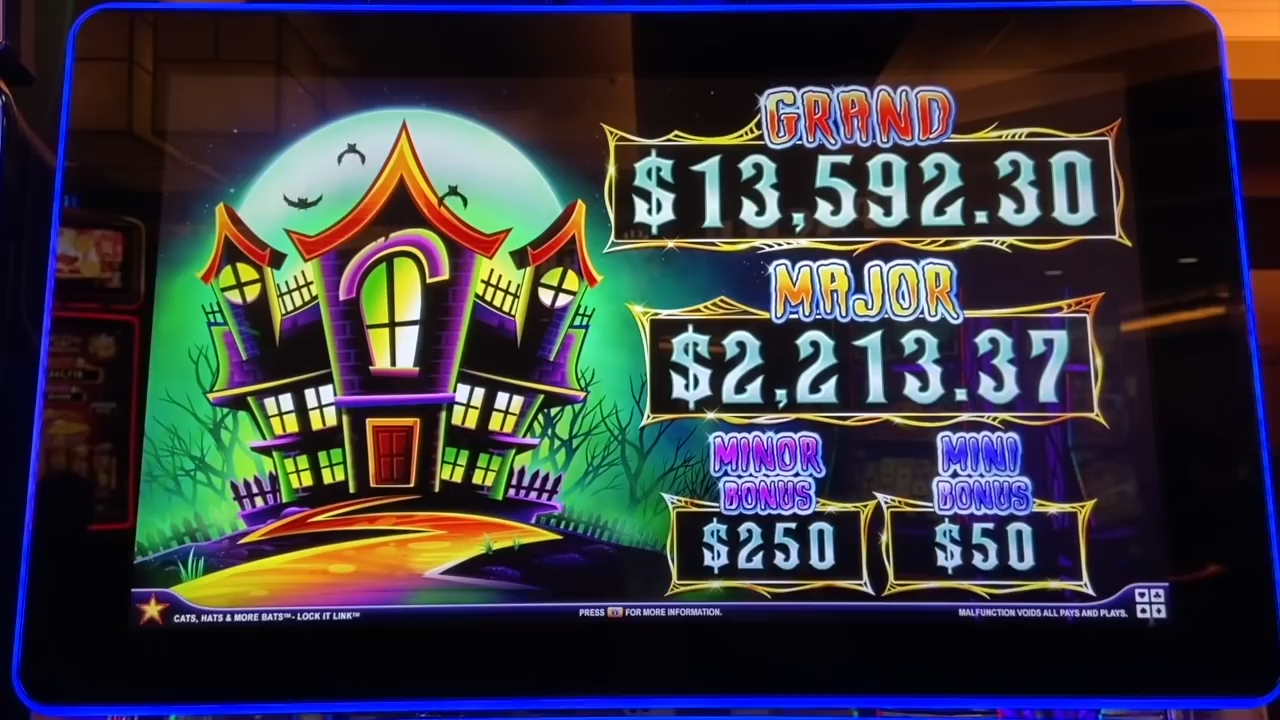 GRAND
$13,592.30
MAJOR
$2,213.37
MINOR
BONUS
$250
MINI
BONUS
$50
CATS, HATS & MORE BATS™ - LOCK IT LINK™
PRESS FOR MORE INFORMATION.
MALFUNCTION VOIDS ALL PAYS AND PLAYS.